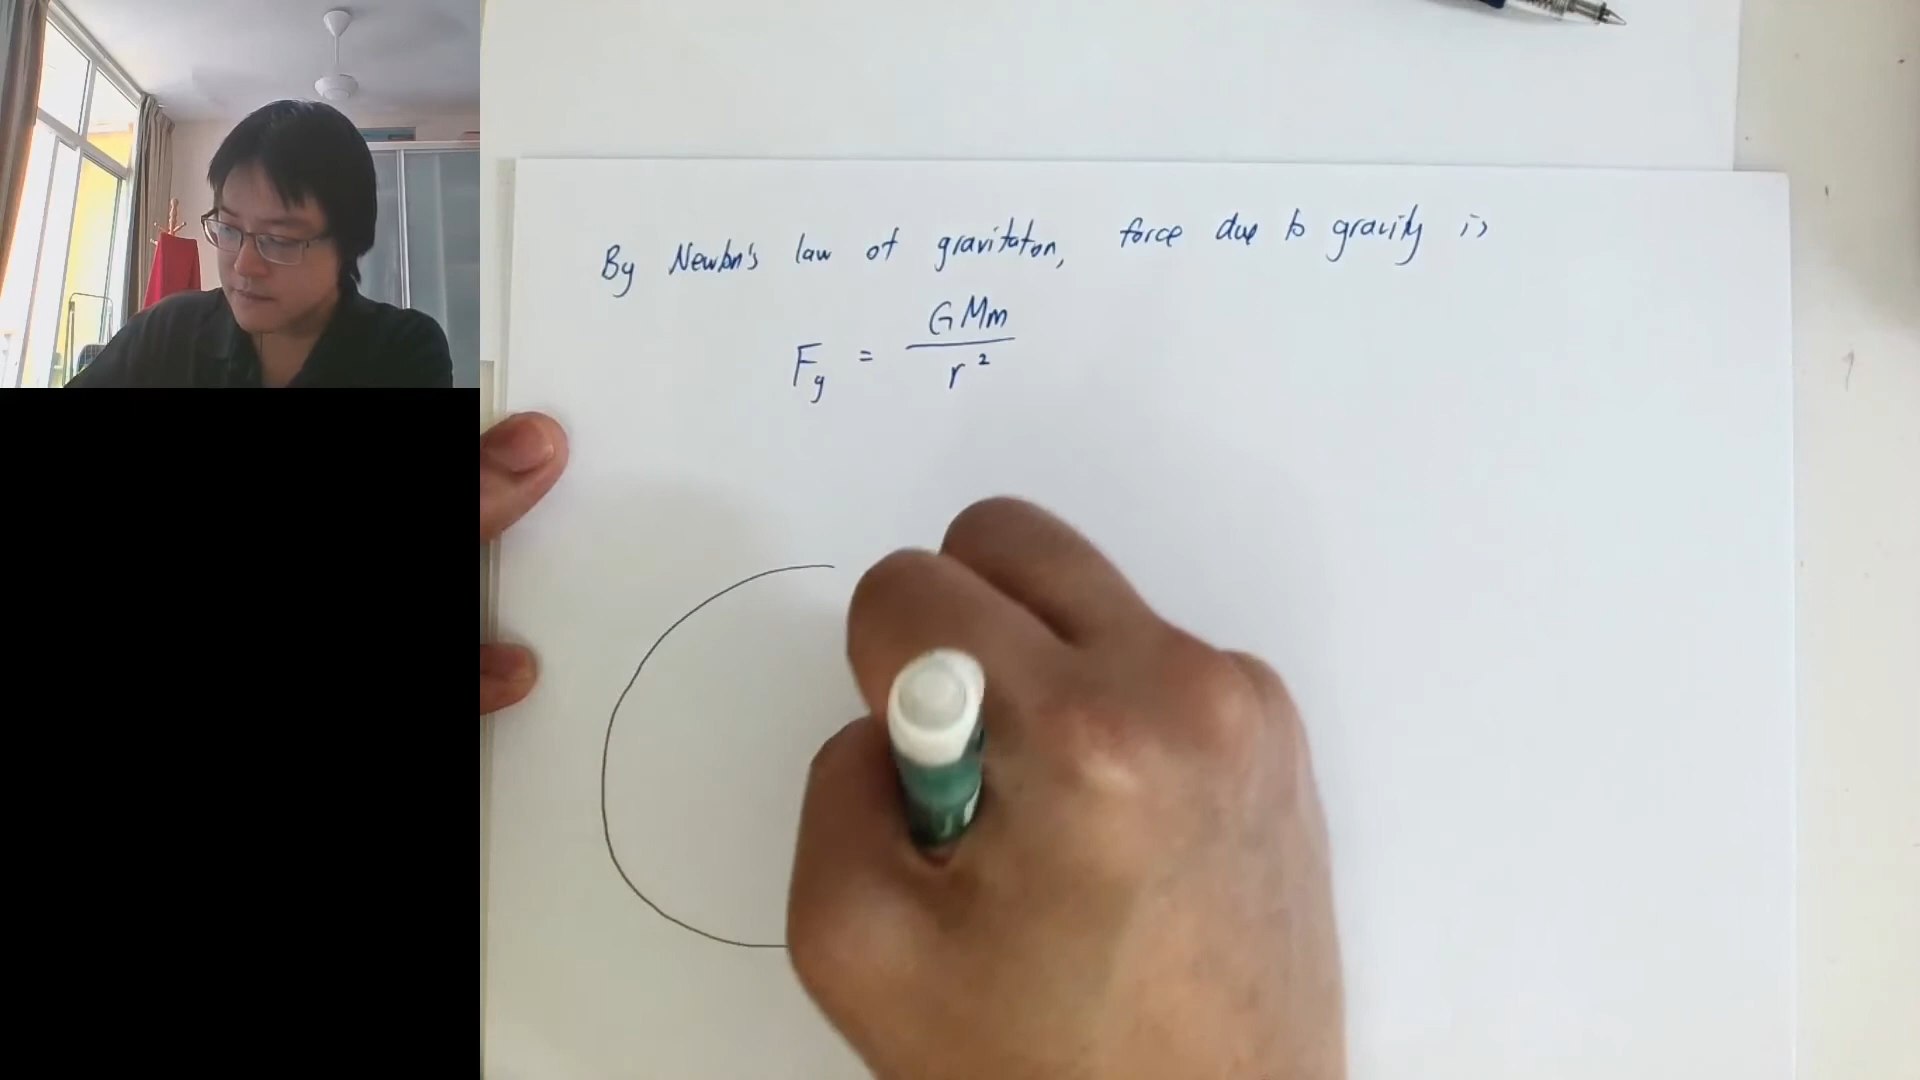 By Newton's law of gravitation, force due to gravity is
F_g = GMm / r²